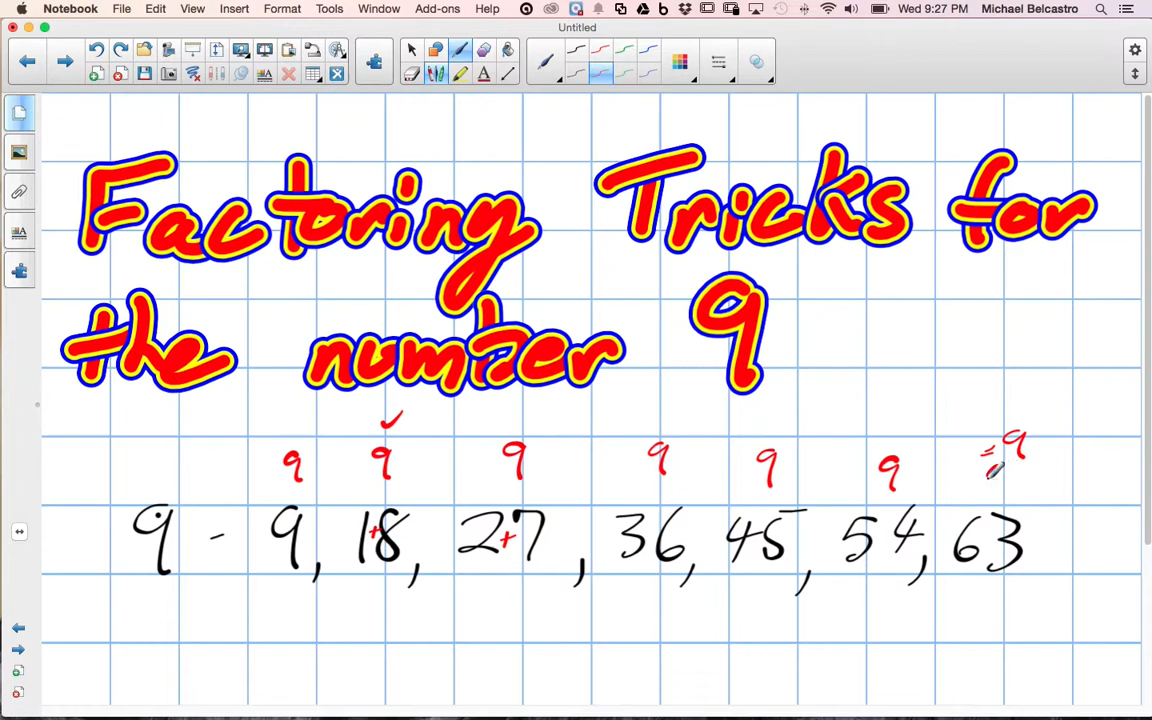 Notebook File Edit View Insert Format Tools Window Add-ons Help Wed 9:27 PM Michael Belcastro
Untitled
Factoring Tricks for
the number 9
✓
9 9 9 9 9 9 =9
9 - 9, 18, 27, 36, 45, 54, 63
+ +